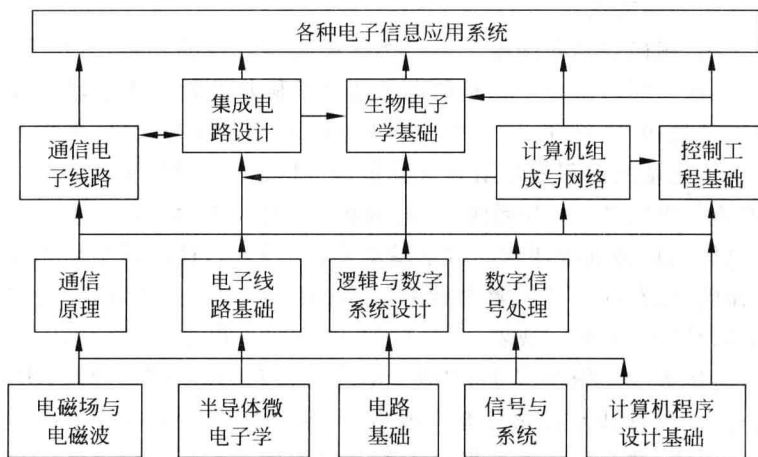 各种电子信息应用系统
集成电
路设计
生物电子
学基础
通信电
子线路
计算机组
成与网络
控制工
程基础
通信
原理
电子线
路基础
逻辑与数字
系统设计
数字信
号处理
电磁场与
电磁波
半导体微
电子学
电路
基础
信号与
系统
计算机程序
设计基础